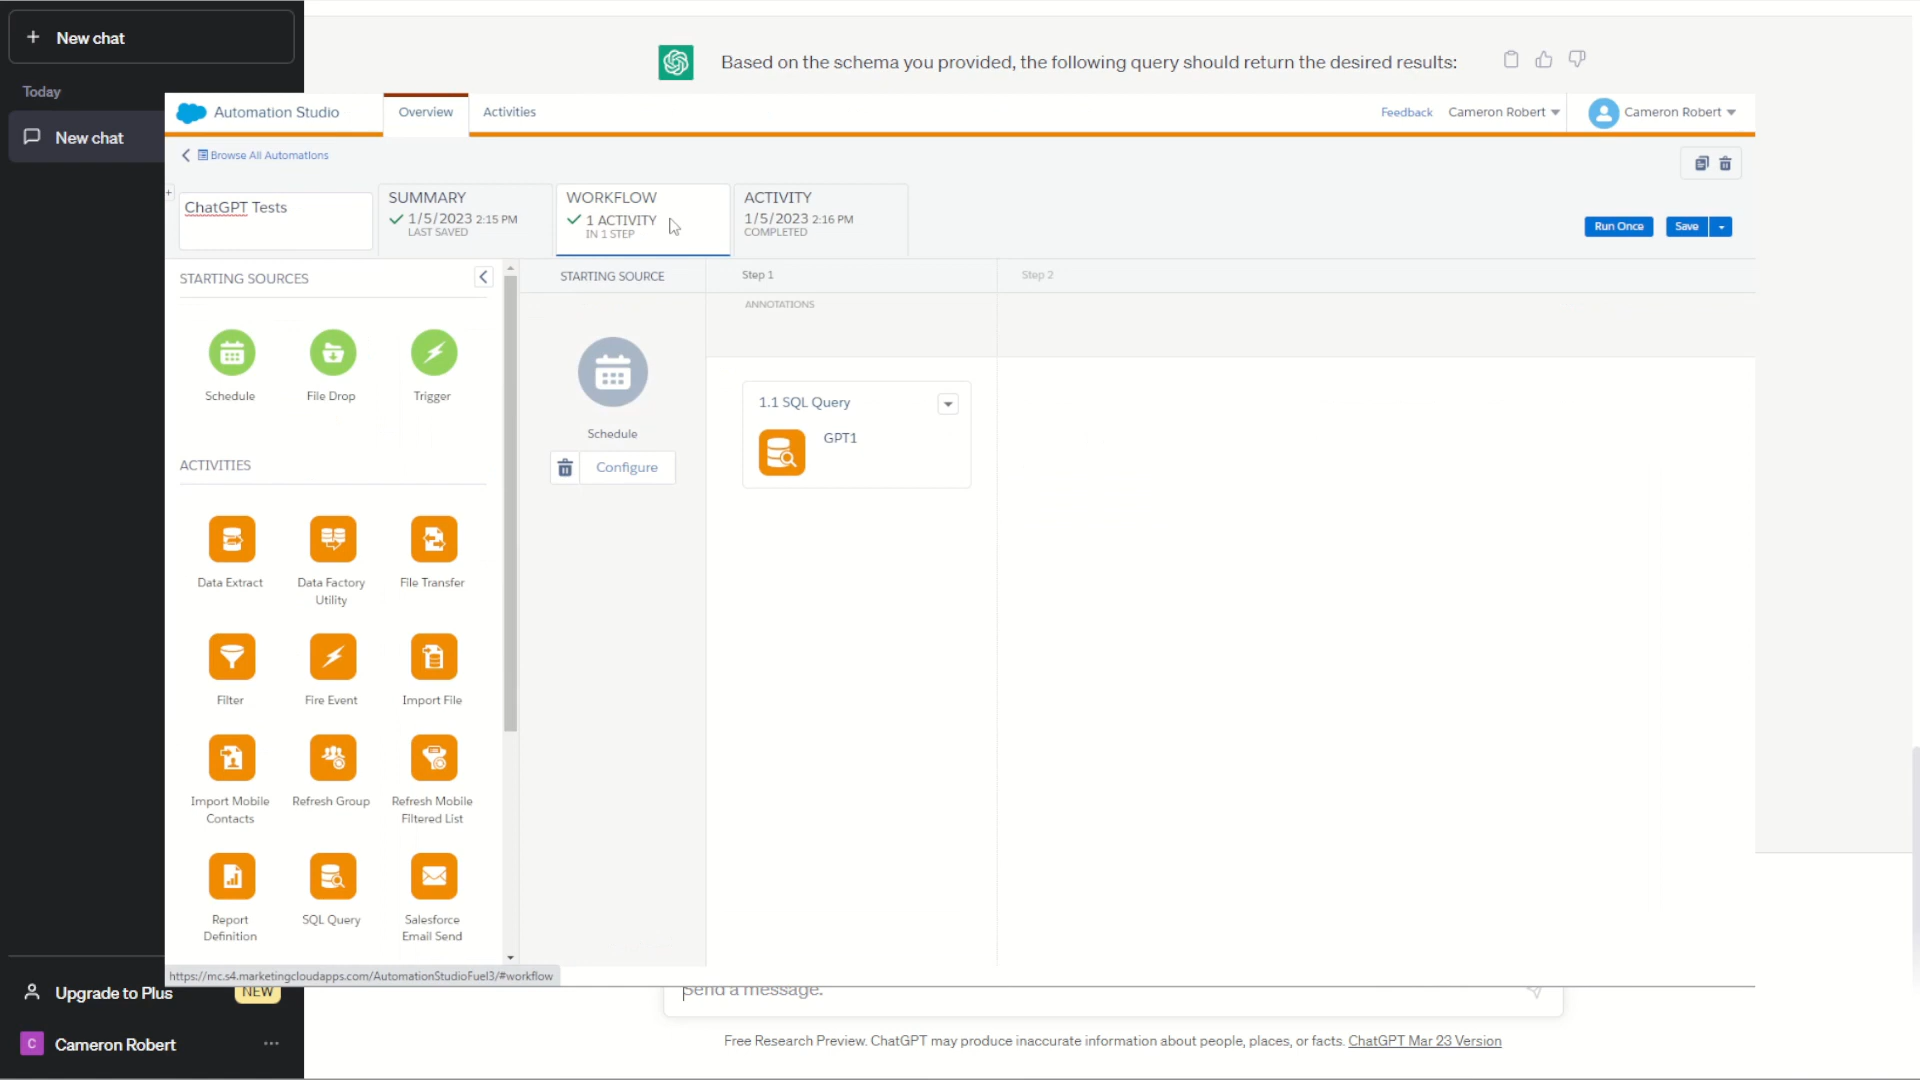 New chat
Today
New chat
Based on the schema you provided, the following query should return the desired results:
Automation Studio
Overview
Activities
Feedback
Cameron Robert
Cameron Robert
Browse All Automations
ChatGPT Tests
SUMMARY
1/5/2023 2:15 PM
LAST SAVED
WORKFLOW
1 ACTIVITY
IN 1 STEP
ACTIVITY
1/5/2023 2:16 PM
COMPLETED
Run Once
Save
STARTING SOURCES
Schedule
File Drop
Trigger
ACTIVITIES
Data Extract
Data Factory
Utility
File Transfer
Filter
Fire Event
Import File
Import Mobile
Contacts
Refresh Group
Refresh Mobile
Filtered List
Report
Definition
SQL Query
Salesforce
Email Send
STARTING SOURCE
Schedule
Configure
Step 1
ANNOTATIONS
1.1 SQL Query
GPT1
Step 2
https://mc.s4.marketingcloudapps.com/AutomationStudioFuel3/#workflow
Upgrade to Plus
NEW
C
Cameron Robert
Send a message.
Free Research Preview. ChatGPT may produce inaccurate information about people, places, or facts. ChatGPT Mar 23 Version